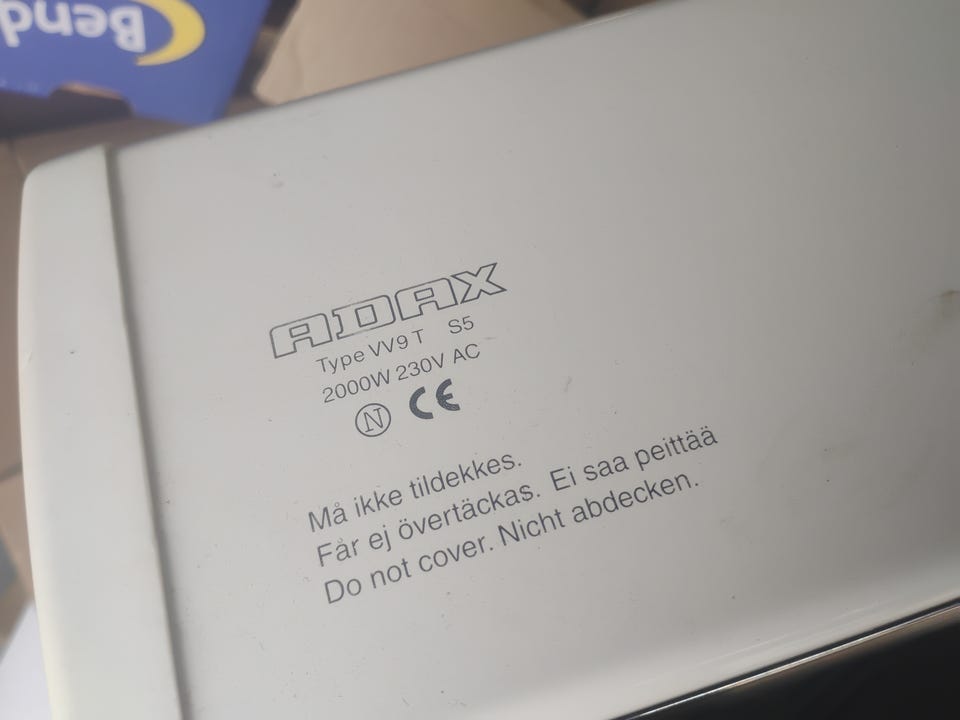 Bend
ADAX
Type VV9 T S5
2000W 230V AC
N CE
Må ikke tildekkes.
Får ej övertäckas. Ei saa peittää
Do not cover. Nicht abdecken.